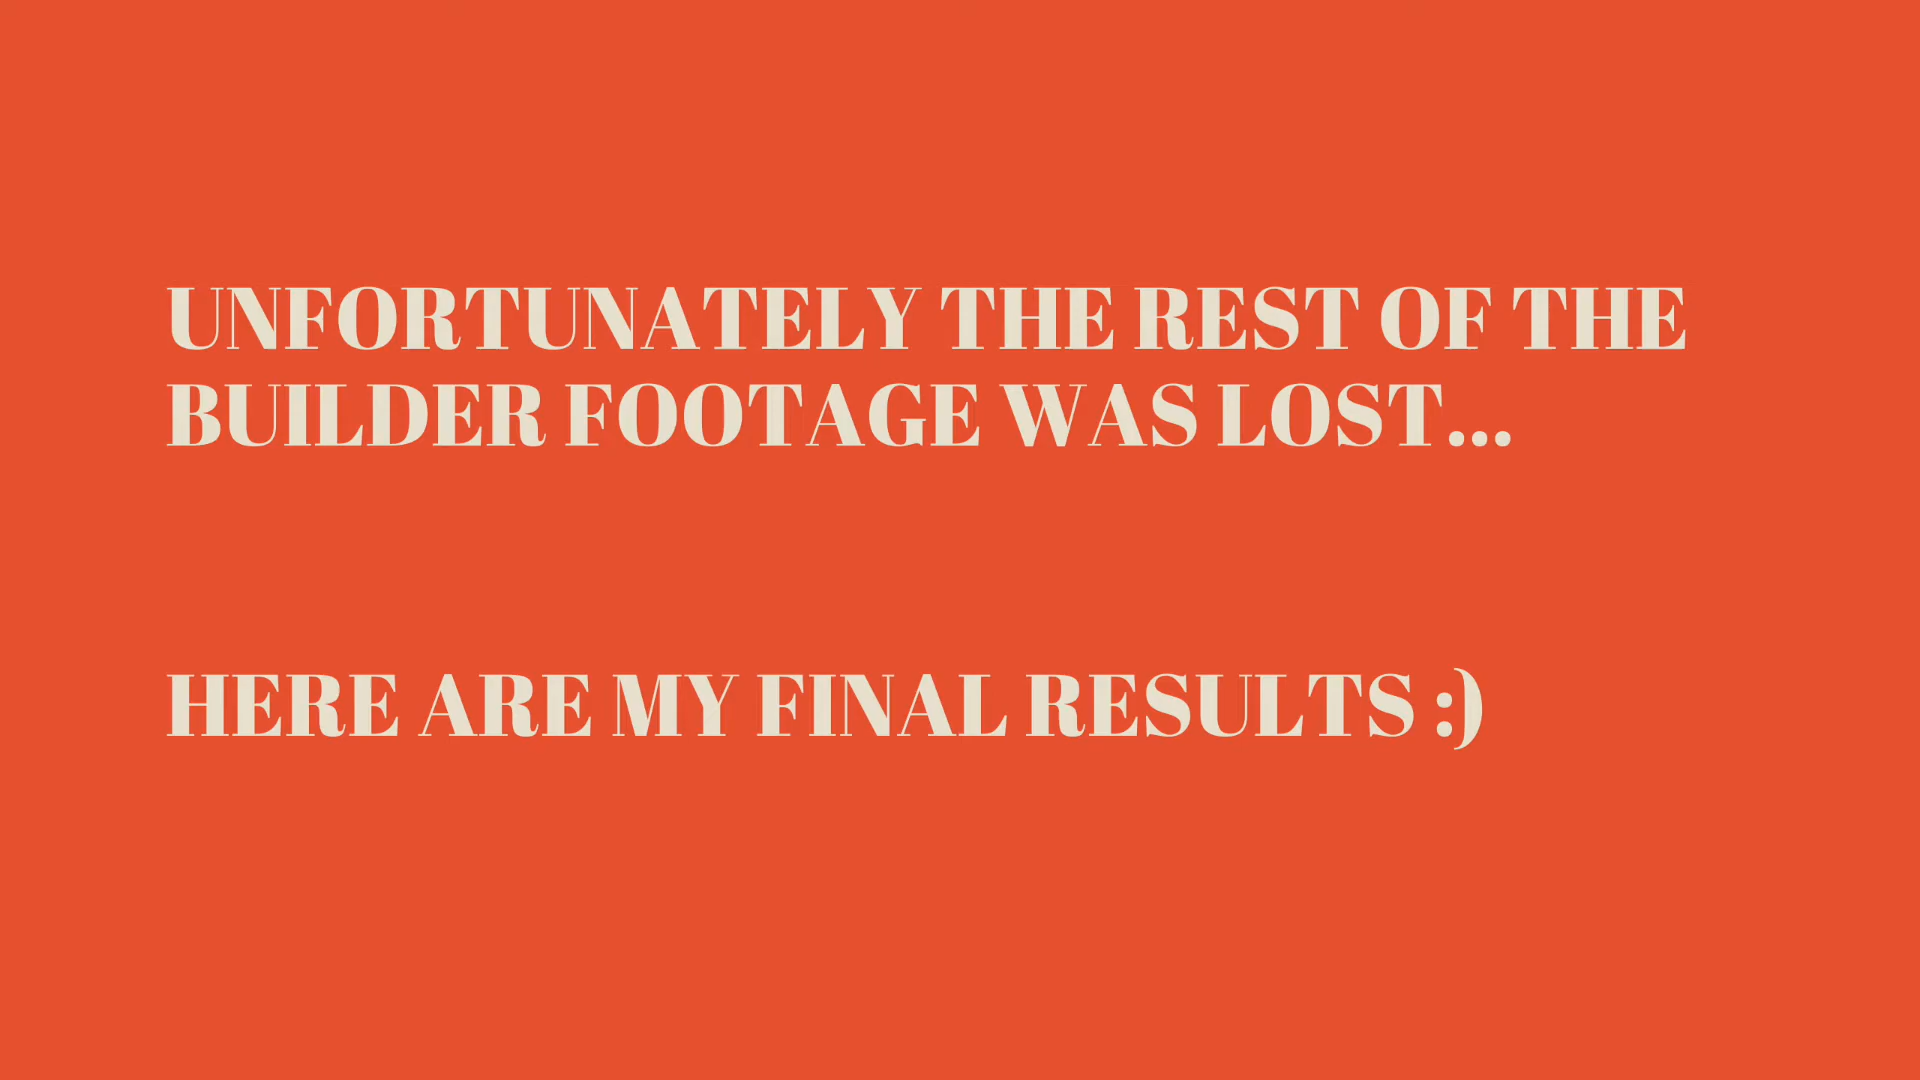 UNFORTUNATELY THE REST OF THE
BUILDER FOOTAGE WAS LOST...
HERE ARE MY FINAL RESULTS :)